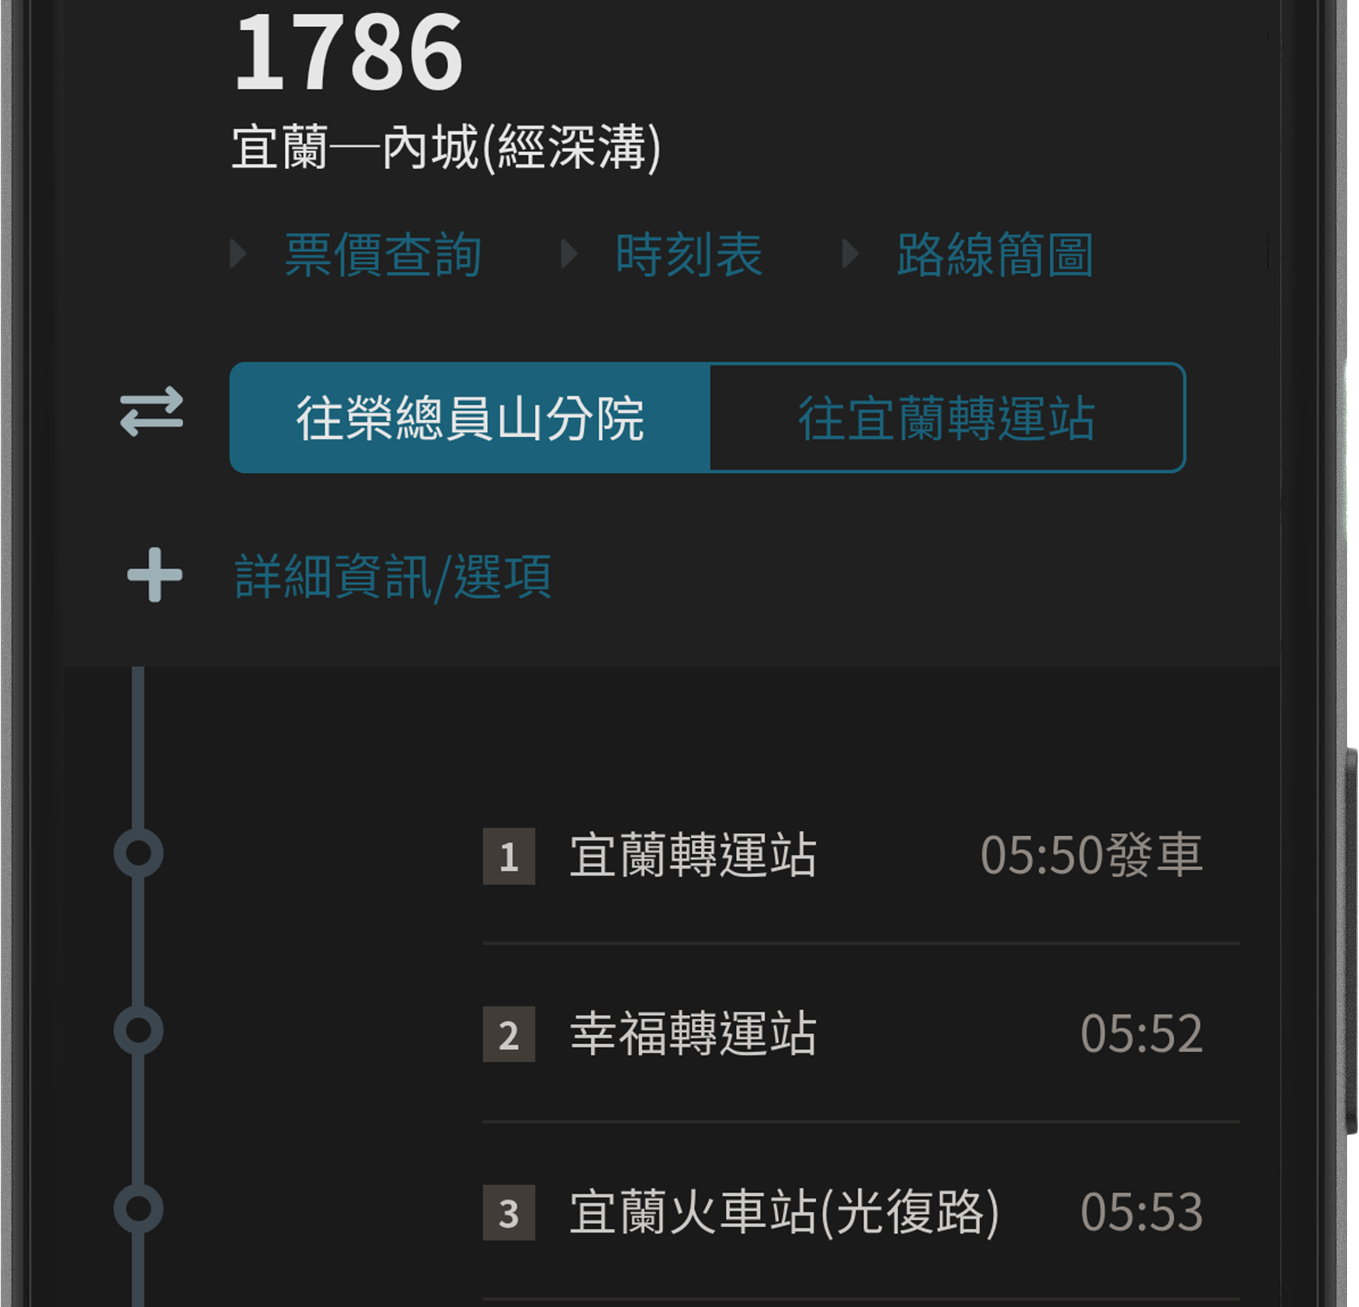 1786
宜蘭─內城(經深溝)
票價查詢 時刻表 路線簡圖
往榮總員山分院 往宜蘭轉運站
詳細資訊/選項
1 宜蘭轉運站 05:50發車
2 幸福轉運站 05:52
3 宜蘭火車站(光復路) 05:53